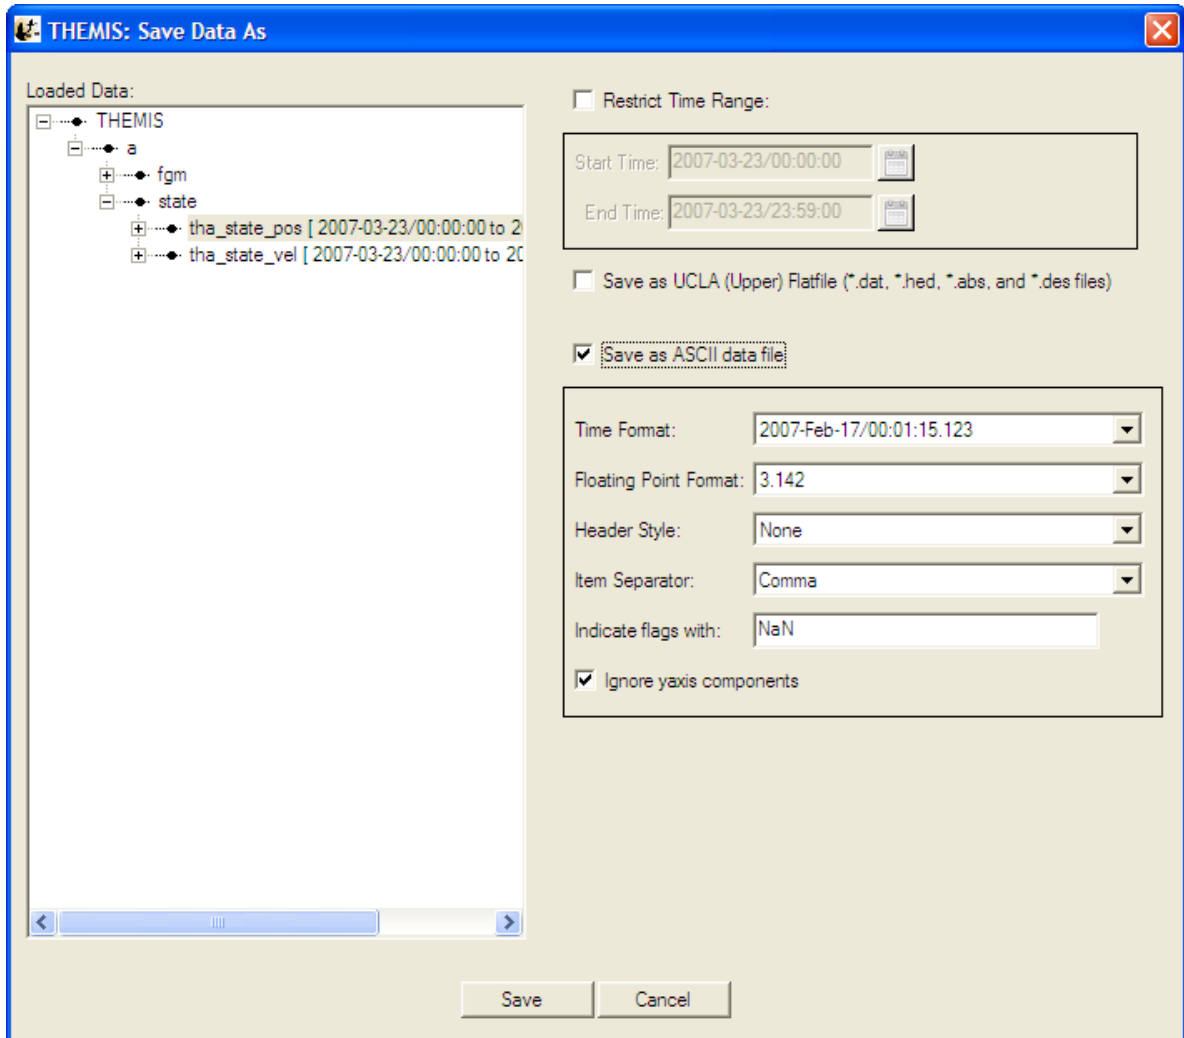 THEMIS: Save Data As
Loaded Data:
THEMIS
a
fgm
state
tha_state_pos [ 2007-03-23/00:00:00 to 2
tha_state_vel [ 2007-03-23/00:00:00 to 20
Restrict Time Range:
Start Time: 2007-03-23/00:00:00
End Time: 2007-03-23/23:59:00
Save as UCLA (Upper) Flatfile (*.dat, *.hed, *.abs, and *.des files)
Save as ASCII data file
Time Format: 2007-Feb-17/00:01:15.123
Floating Point Format: 3.142
Header Style: None
Item Separator: Comma
Indicate flags with: NaN
Ignore yaxis components
Save Cancel